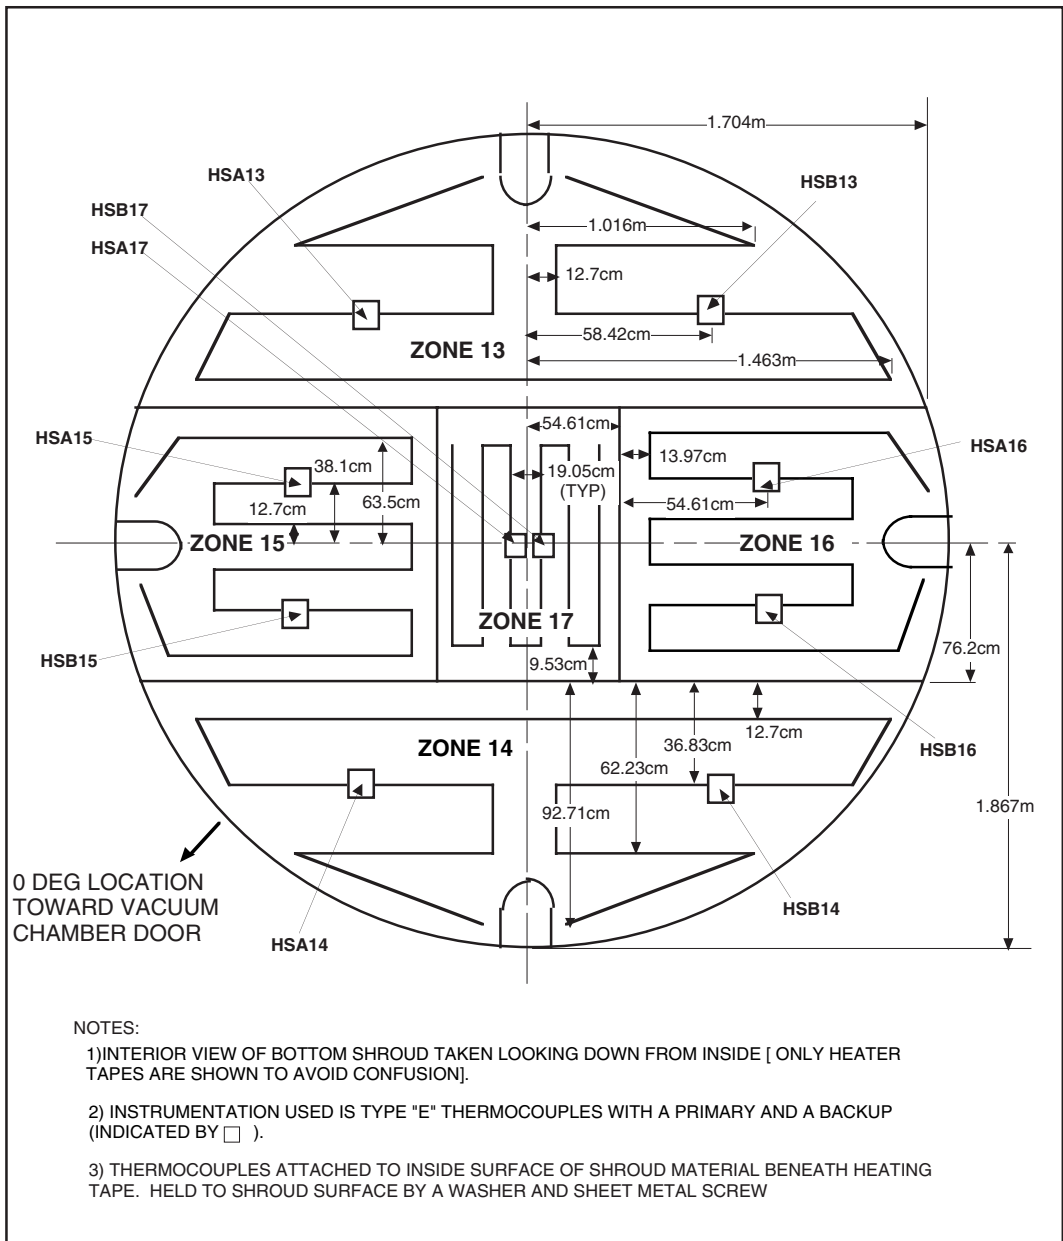 1.704m
HSA13
HSB13
HSB17
1.016m
HSA17
12.7cm
58.42cm
ZONE 13
1.463m
54.61cm
HSA15
HSA16
13.97cm
38.1cm
19.05cm
(TYP)
12.7cm
63.5cm
54.61cm
ZONE 15
ZONE 16
ZONE 17
76.2cm
HSB15
9.53cm
12.7cm
ZONE 14
36.83cm
HSB16
62.23cm
92.71cm
1.867m
0 DEG LOCATION
TOWARD VACUUM
CHAMBER DOOR
HSB14
HSA14
NOTES:
1)INTERIOR VIEW OF BOTTOM SHROUD TAKEN LOOKING DOWN FROM INSIDE [ ONLY HEATER
TAPES ARE SHOWN TO AVOID CONFUSION].
2) INSTRUMENTATION USED IS TYPE "E" THERMOCOUPLES WITH A PRIMARY AND A BACKUP
(INDICATED BY □ ).
3) THERMOCOUPLES ATTACHED TO INSIDE SURFACE OF SHROUD MATERIAL BENEATH HEATING
TAPE. HELD TO SHROUD SURFACE BY A WASHER AND SHEET METAL SCREW